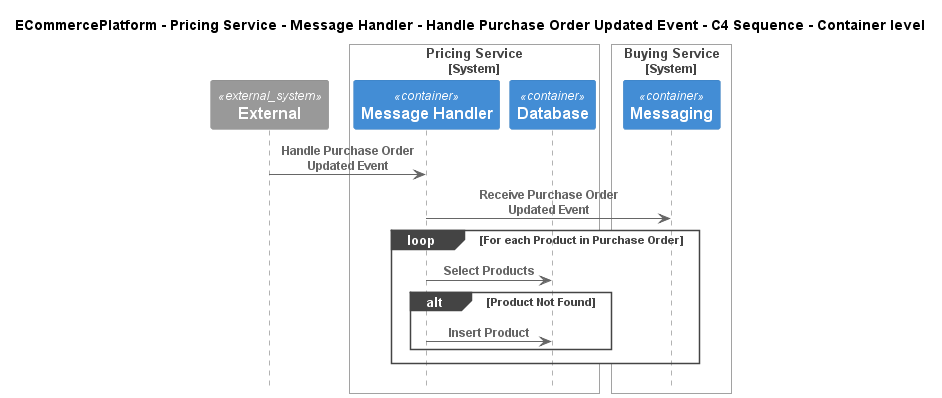 ECommercePlatform - Pricing Service - Message Handler - Handle Purchase Order Updated Event - C4 Sequence - Container level
Pricing Service
[System]
Buying Service
[System]
«external_system»
External
«container»
Message Handler
«container»
Database
«container»
Messaging
Handle Purchase Order
Updated Event
Receive Purchase Order
Updated Event
loop [For each Product in Purchase Order]
Select Products
alt [Product Not Found]
Insert Product